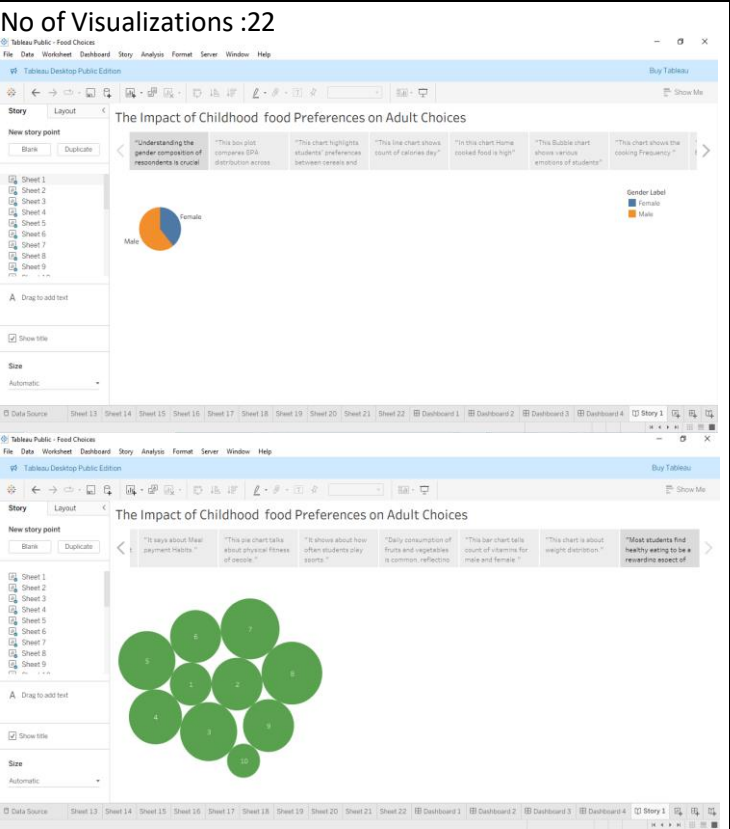 No of Visualizations :22
Tableau Public - Food Choices
File Data Worksheet Dashboard Story Analysis Format Server Window Help
Tableau Desktop Public Edition Buy Tableau
Show Me
Story Layout
The Impact of Childhood food Preferences on Adult Choices
New story point
Blank Duplicate
"Understanding the
gender composition of
respondents is crucial
"This box plot
compares GPA
distribution across
"This chart highlights
students' preferences
between cereals and
"This line chart shows
count of calories day"
"In this chart Home
cooked food is high"
"This Bubble chart
shows various
emotions of students"
"This chart shows the
cooking Frequency "
Sheet 1
Sheet 2
Sheet 3
Sheet 4
Sheet 5
Sheet 6
Sheet 7
Sheet 8
Sheet 9
Female
Male
Gender Label
Female
Male
A Drag to add text
Show title
Size
Automatic
Data Source Sheet 13 Sheet 14 Sheet 15 Sheet 16 Sheet 17 Sheet 18 Sheet 19 Sheet 20 Sheet 21 Sheet 22 Dashboard 1 Dashboard 2 Dashboard 3 Dashboard 4 Story 1
Tableau Public - Food Choices
File Data Worksheet Dashboard Story Analysis Format Server Window Help
Tableau Desktop Public Edition Buy Tableau
Show Me
Story Layout
The Impact of Childhood food Preferences on Adult Choices
New story point
Blank Duplicate
"It says about Meal
payment Habits."
"This pie chart talks
about physical fitness
of people."
"It shows about how
often students play
sports."
"Daily consumption of
fruits and vegetables
is common, reflecting
"This bar chart tells
count of vitamins for
male and female "
"This chart is about
weight distribtion."
"Most students find
healthy eating to be a
rewarding aspect of
Sheet 1
Sheet 2
Sheet 3
Sheet 4
Sheet 5
Sheet 6
Sheet 7
Sheet 8
Sheet 9
7
6
5
8
1
2
4
3
9
10
A Drag to add text
Show title
Size
Automatic
Data Source Sheet 13 Sheet 14 Sheet 15 Sheet 16 Sheet 17 Sheet 18 Sheet 19 Sheet 20 Sheet 21 Sheet 22 Dashboard 1 Dashboard 2 Dashboard 3 Dashboard 4 Story 1